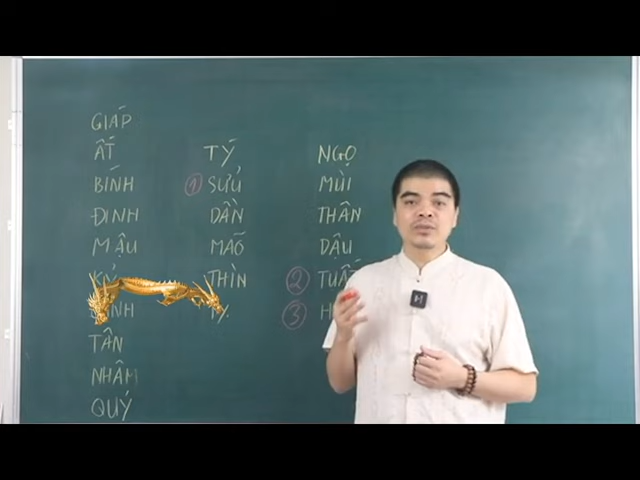 GIÁP
ẤT
BÍNH
ĐINH
MẬU
TÂN
NHÂM
QUÝ
TÝ
① SỬU
DẦN
MÃO
THÌN
NGỌ
MÙI
THÂN
DẬU
②
③